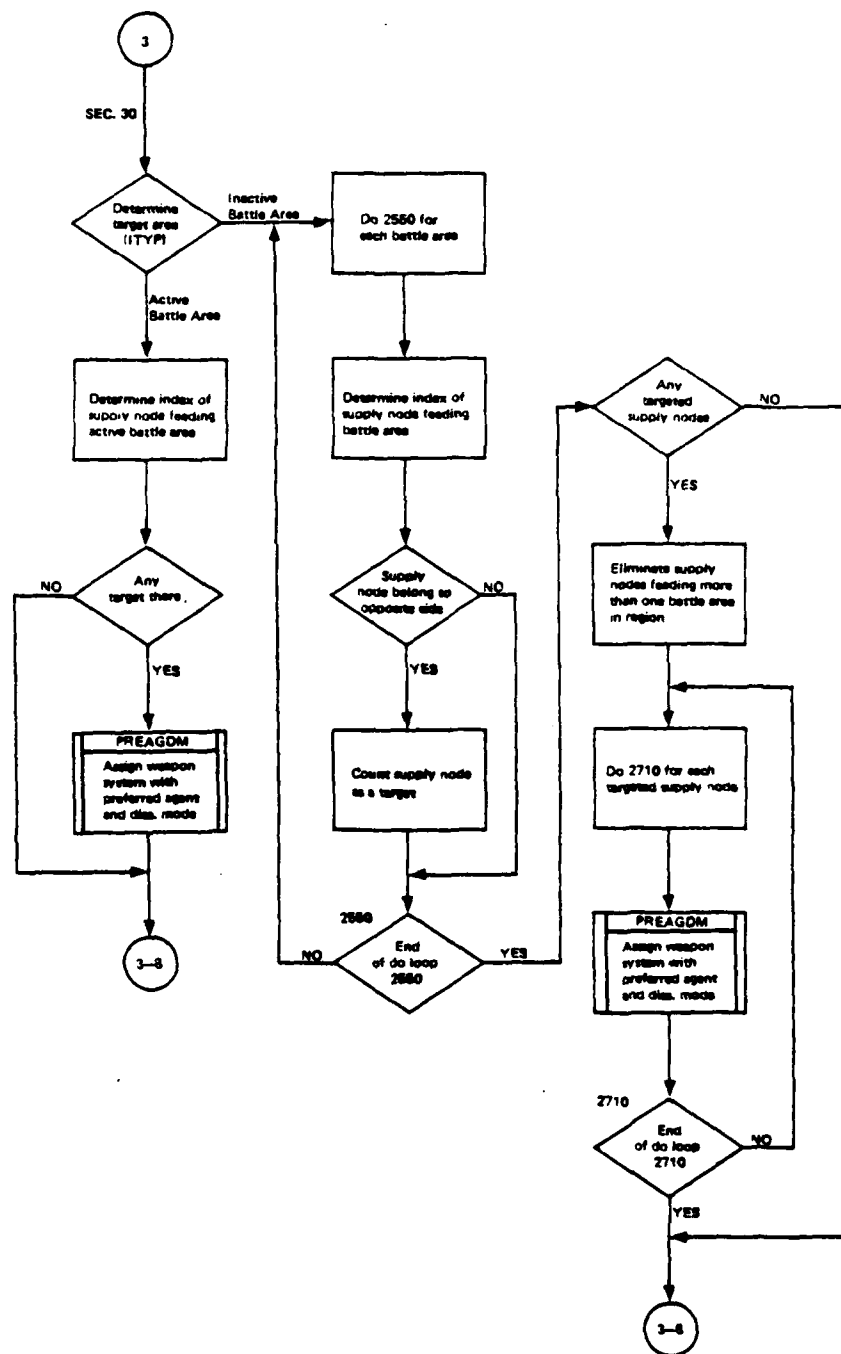 3
SEC. 30
Determine
target area
(ITYP)
Inactive
Battle Area
Active
Battle Area
Determine index of
supply node feeding
active battle area
Any
target there
NO
YES
PREAGDM
Assign weapon
system with
preferred agent
and diss. mode
3-8
Do 2550 for
each battle area
Determine index of
supply node feeding
battle area
Supply
node belong to
opposite side
NO
YES
Count supply node
as a target
2550
End
of do loop
2550
NO
YES
Any
targeted
supply nodes
NO
YES
Eliminate supply
nodes feeding more
than one battle area
in region
Do 2710 for each
targeted supply node
PREAGDM
Assign weapon
system with
preferred agent
and diss. mode
2710
End
of do loop
2710
NO
YES
3-8